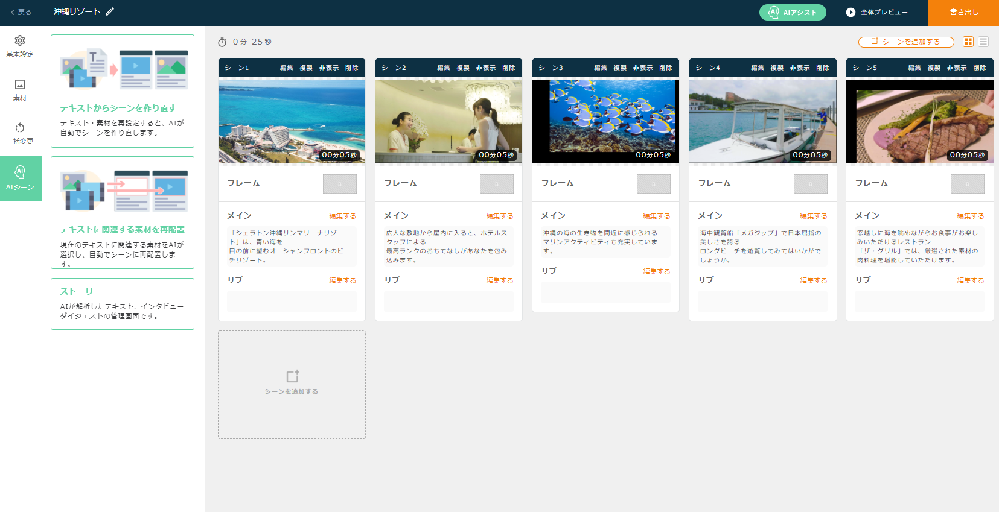 戻る
沖縄リゾート
AIアシスト
全体プレビュー
書き出し
基本設定
素材
一括変更
AIシーン
テキストからシーンを作り直す
テキスト・素材を再設定すると、AIが
自動でシーンを作り直します。
テキストに関連する素材を再配置
現在のテキストに関連する素材をAIが
選択し、自動でシーンに再配置しま
す。
ストーリー
AIが解析したテキスト、インタビュー
ダイジェストの管理画面です。
0分 25秒
シーンを追加する
シーン1 編集 複製 非表示 削除
00分05秒
フレーム
メイン 編集する
「シェラトン沖縄サンマリーナリゾー
ト」は、青い海を
目の前に望むオーシャンフロントのビー
チリゾート。
サブ 編集する
シーン2 編集 複製 非表示 削除
00分05秒
フレーム
メイン 編集する
広大な敷地から屋内に入ると、ホテルス
タッフによる
最高ランクのおもてなしがあなたを包み
込みます。
サブ 編集する
シーン3 編集 複製 非表示 削除
00分05秒
フレーム
メイン 編集する
沖縄の海の生き物を間近に感じられる
マリンアクティビティも充実していま
す。
サブ 編集する
シーン4 編集 複製 非表示 削除
00分05秒
フレーム
メイン 編集する
海中観覧船「メガジップ」で日本屈指の
美しさを誇る
ロングビーチを遊覧してみてはいかがで
しょうか。
サブ 編集する
シーン5 編集 複製 非表示 削除
00分05秒
フレーム
メイン 編集する
窓越しに海を眺めながらお食事がお楽し
みいただけるレストラン
「ザ・グリル」では、厳選された素材の
肉料理を堪能していただけます。
サブ 編集する
シーンを追加する